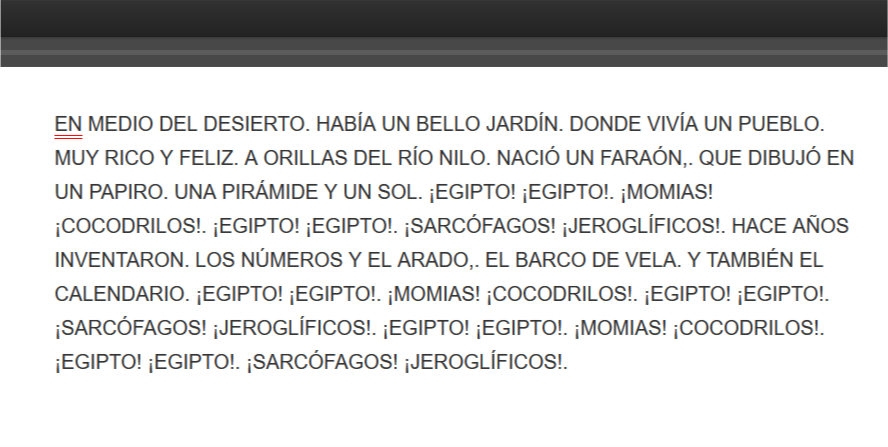 EN MEDIO DEL DESIERTO. HABÍA UN BELLO JARDÍN. DONDE VIVÍA UN PUEBLO.
MUY RICO Y FELIZ. A ORILLAS DEL RÍO NILO. NACIÓ UN FARAÓN,. QUE DIBUJÓ EN
UN PAPIRO. UNA PIRÁMIDE Y UN SOL. ¡EGIPTO! ¡EGIPTO!. ¡MOMIAS!
¡COCODRILOS!. ¡EGIPTO! ¡EGIPTO!. ¡SARCÓFAGOS! ¡JEROGLÍFICOS!. HACE AÑOS
INVENTARON. LOS NÚMEROS Y EL ARADO,. EL BARCO DE VELA. Y TAMBIÉN EL
CALENDARIO. ¡EGIPTO! ¡EGIPTO!. ¡MOMIAS! ¡COCODRILOS!. ¡EGIPTO! ¡EGIPTO!.
¡SARCÓFAGOS! ¡JEROGLÍFICOS!. ¡EGIPTO! ¡EGIPTO!. ¡MOMIAS! ¡COCODRILOS!.
¡EGIPTO! ¡EGIPTO!. ¡SARCÓFAGOS! ¡JEROGLÍFICOS!.